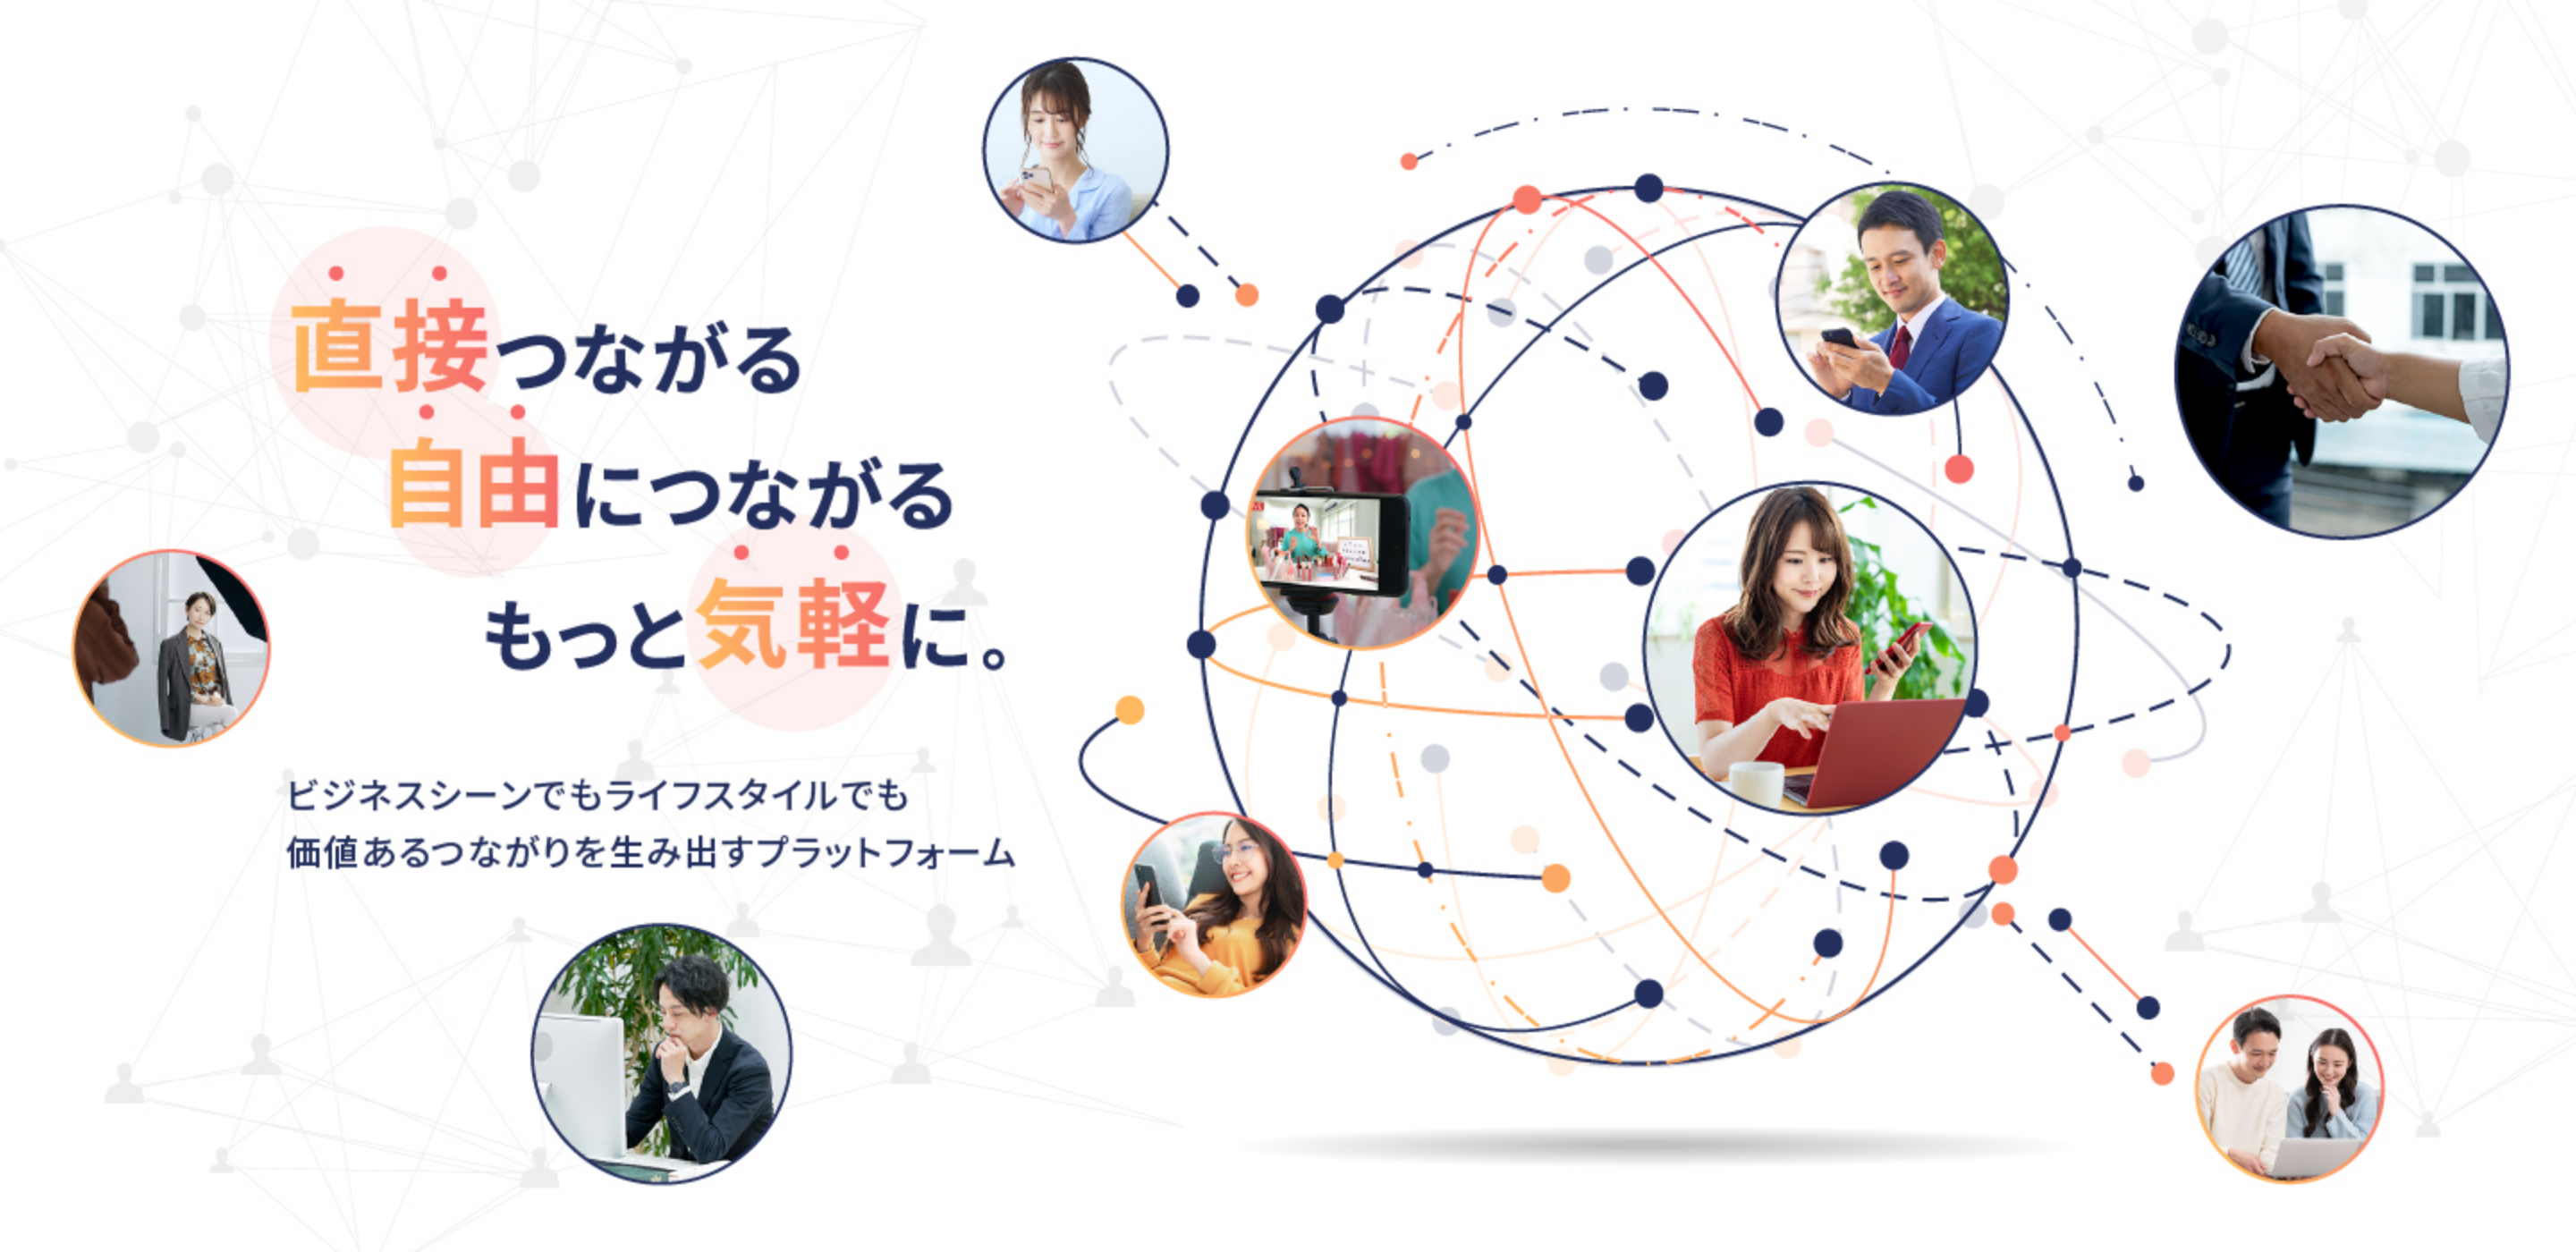 直接つながる
自由につながる
もっと気軽に。
ビジネスシーンでもライフスタイルでも
価値あるつながりを生み出すプラットフォーム